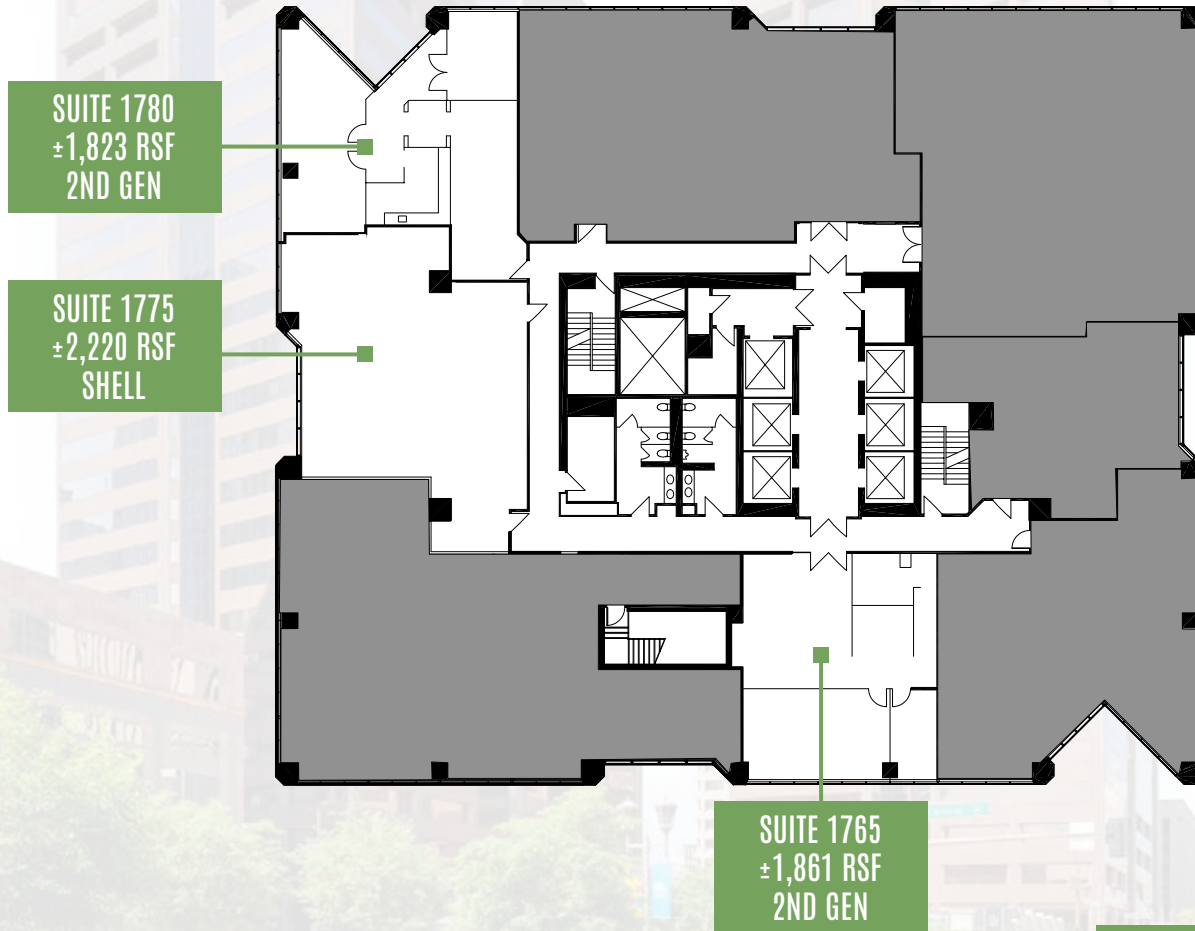 SUITE 1780
±1,823 RSF
2ND GEN
SUITE 1775
±2,220 RSF
SHELL
SUITE 1765
±1,861 RSF
2ND GEN